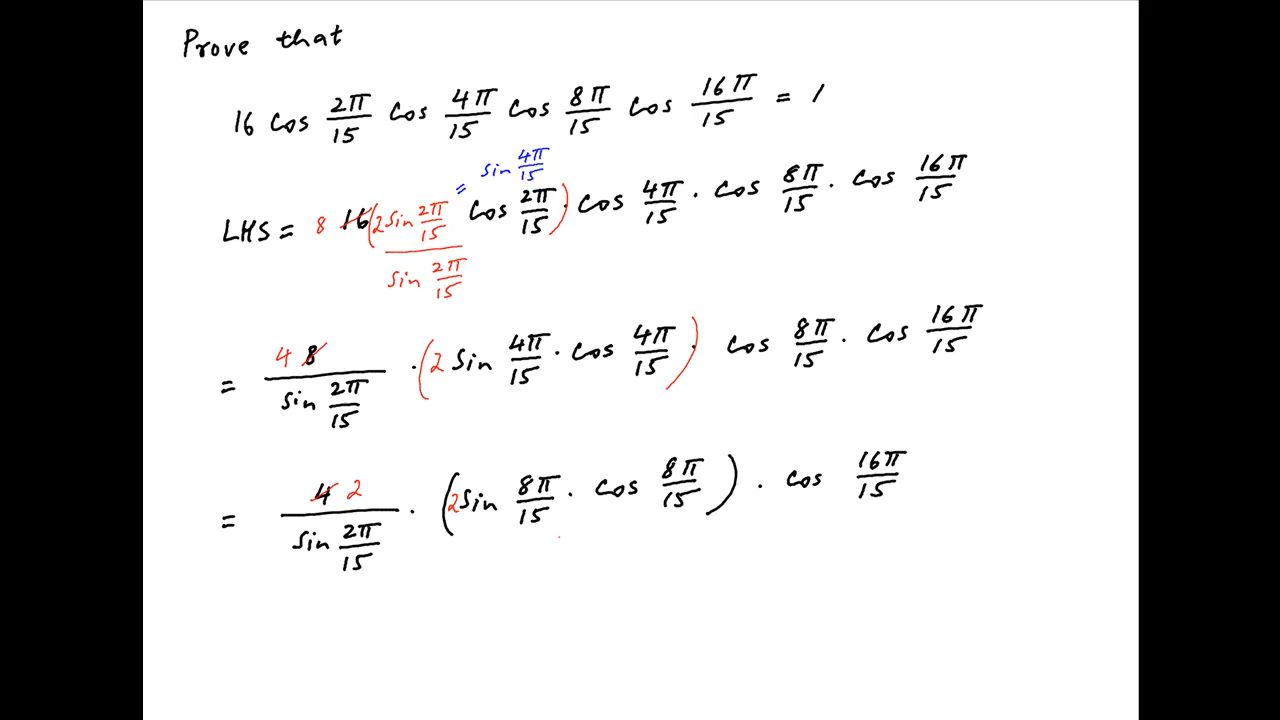 Prove that
16 cos 2π/15 cos 4π/15 cos 8π/15 cos 16π/15 = 1
= sin 4π/15
LHS = 8 16 (2 sin 2π/15 cos 2π/15) · cos 4π/15 · cos 8π/15 · cos 16π/15
sin 2π/15
= 4 8 / sin 2π/15 · (2 sin 4π/15 · cos 4π/15) · cos 8π/15 · cos 16π/15
= 4 2 / sin 2π/15 · (2 sin 8π/15 · cos 8π/15) · cos 16π/15